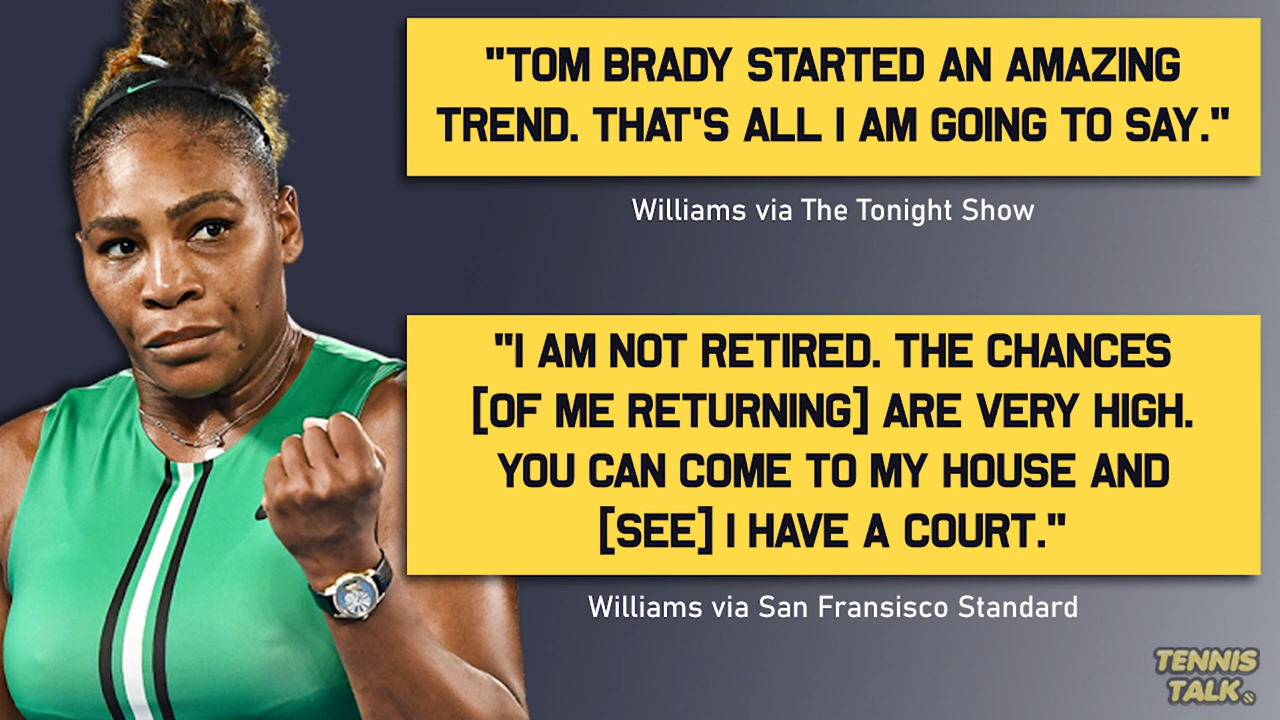 "TOM BRADY STARTED AN AMAZING
TREND. THAT'S ALL I AM GOING TO SAY."
Williams via The Tonight Show
"I AM NOT RETIRED. THE CHANCES
[OF ME RETURNING] ARE VERY HIGH.
YOU CAN COME TO MY HOUSE AND
[SEE] I HAVE A COURT."
Williams via San Fransisco Standard
TENNIS
TALK